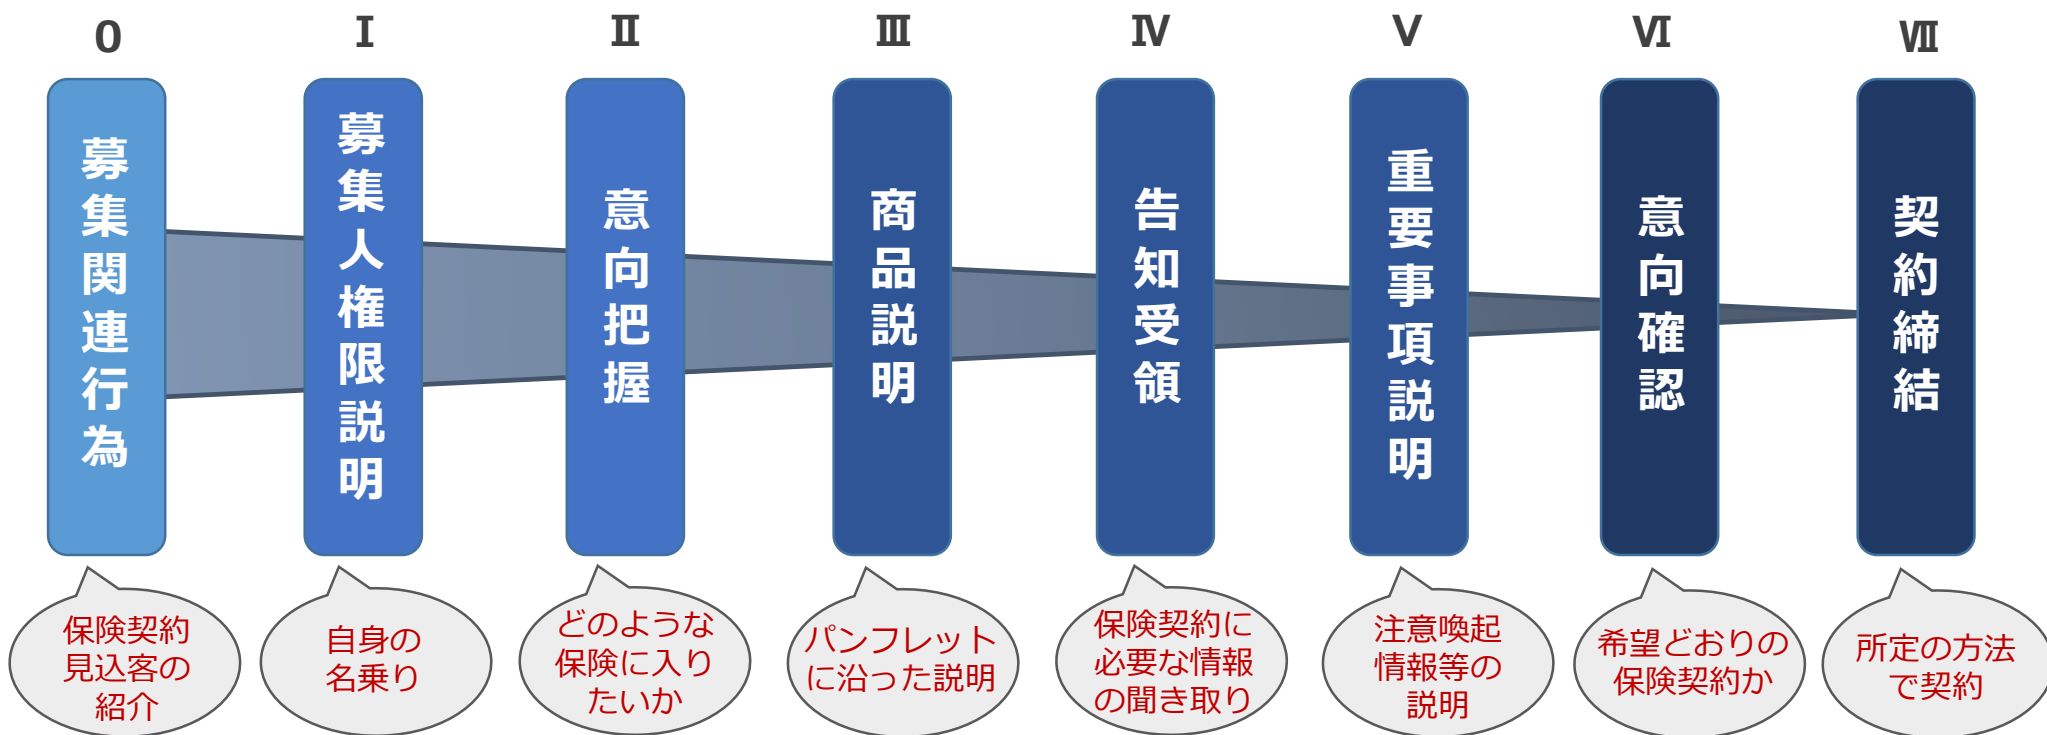 0
Ⅰ
Ⅱ
Ⅲ
Ⅳ
Ⅴ
Ⅵ
Ⅶ
募集関連行為
募集人権限説明
意向把握
商品説明
告知受領
重要事項説明
意向確認
契約締結
保険契約
見込客の
紹介
自身の
名乗り
どのような
保険に入り
たいか
パンフレット
に沿った説明
保険契約に
必要な情報
の聞き取り
注意喚起
情報等の
説明
希望どおりの
保険契約か
所定の方法
で契約